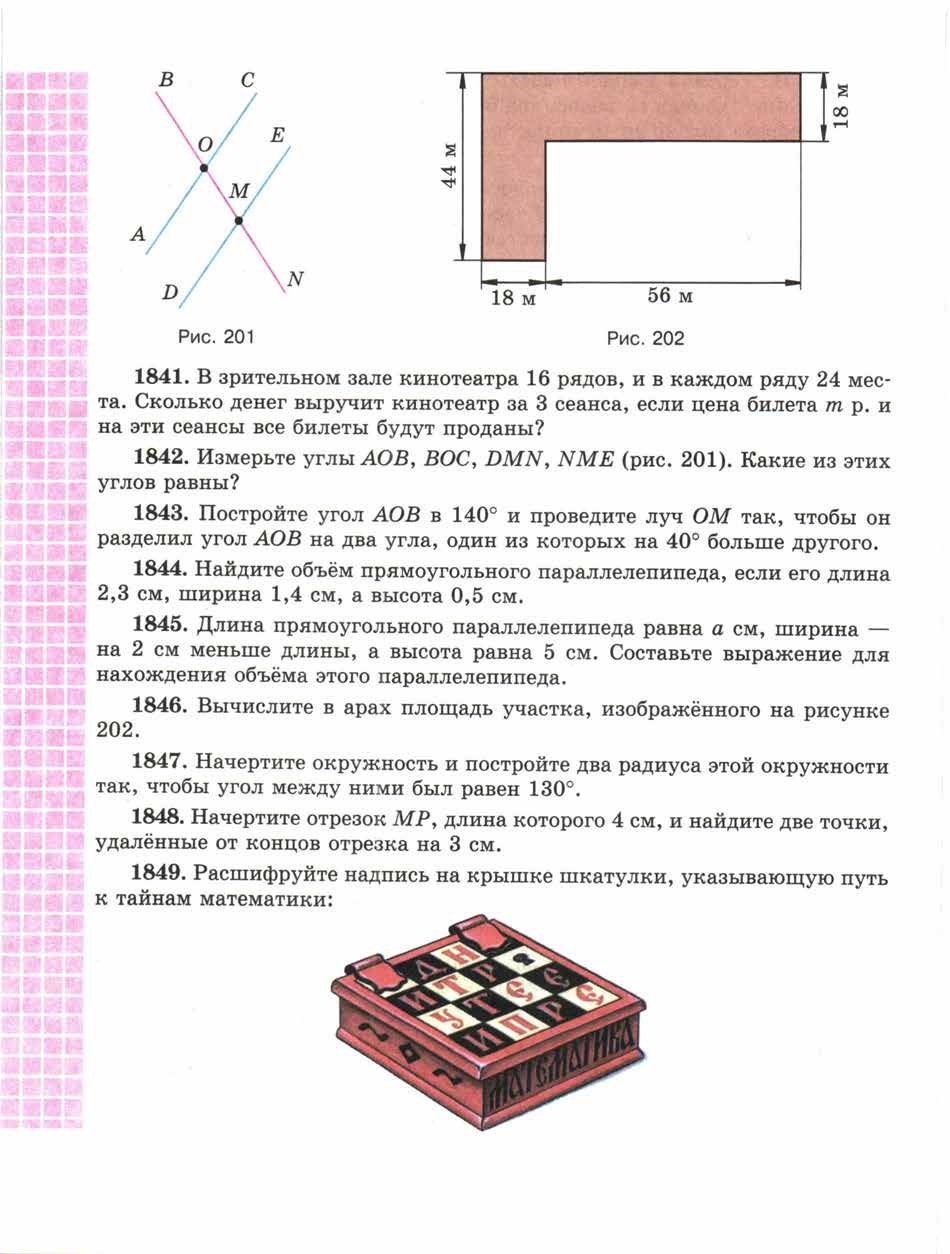 B
C
O
E
M
A
D
N
44 м
18 м
18 м
56 м
Рис. 201
Рис. 202
1841. В зрительном зале кинотеатра 16 рядов, и в каждом ряду 24 мес-
та. Сколько денег выручит кинотеатр за 3 сеанса, если цена билета m р. и
на эти сеансы все билеты будут проданы?
1842. Измерьте углы AOB, BOC, DMN, NME (рис. 201). Какие из этих
углов равны?
1843. Постройте угол AOB в 140° и проведите луч OM так, чтобы он
разделил угол AOB на два угла, один из которых на 40° больше другого.
1844. Найдите объём прямоугольного параллелепипеда, если его длина
2,3 см, ширина 1,4 см, а высота 0,5 см.
1845. Длина прямоугольного параллелепипеда равна a см, ширина —
на 2 см меньше длины, а высота равна 5 см. Составьте выражение для
нахождения объёма этого параллелепипеда.
1846. Вычислите в арах площадь участка, изображённого на рисунке
202.
1847. Начертите окружность и постройте два радиуса этой окружности
так, чтобы угол между ними был равен 130°.
1848. Начертите отрезок MP, длина которого 4 см, и найдите две точки,
удалённые от концов отрезка на 3 см.
1849. Расшифруйте надпись на крышке шкатулки, указывающую путь
к тайнам математики:
Д Н
И Т Р
У Т Е Е
И П Р Е
МАТЕМАТИКА